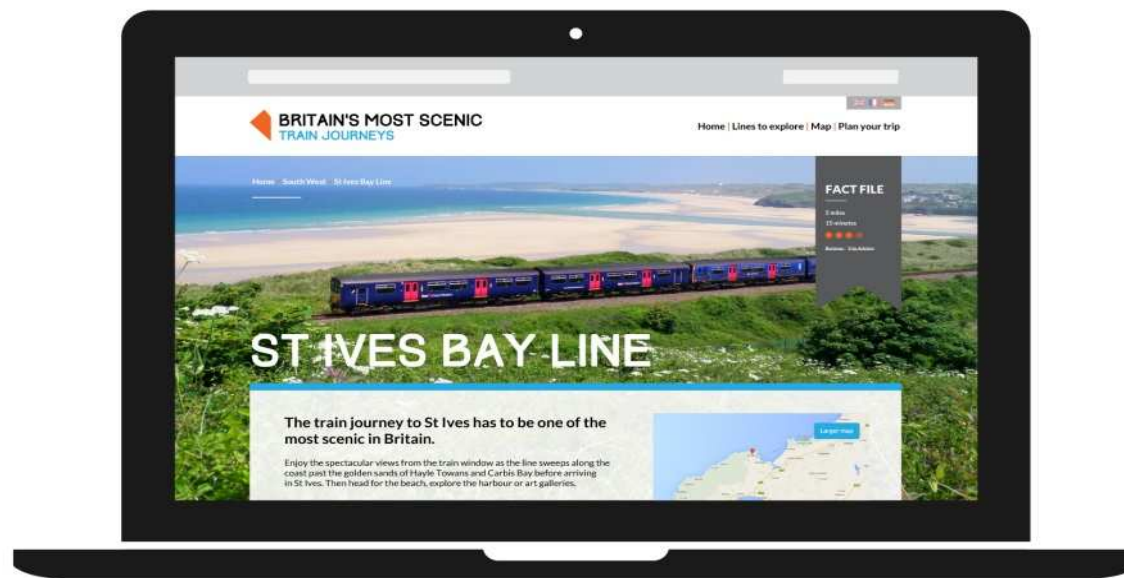 BRITAIN'S MOST SCENIC
TRAIN JOURNEYS
Home | Lines to explore | Map | Plan your trip
Home South West St Ives Bay Line
FACT FILE
5 miles
15 minutes
ST IVES BAY LINE
The train journey to St Ives has to be one of the
most scenic in Britain.
Enjoy the spectacular views from the train window as the line sweeps along the
coast past the golden sands of Hayle Towans and Carbis Bay before arriving
in St Ives. Then head for the beach, explore the harbour or art galleries.
Larger map